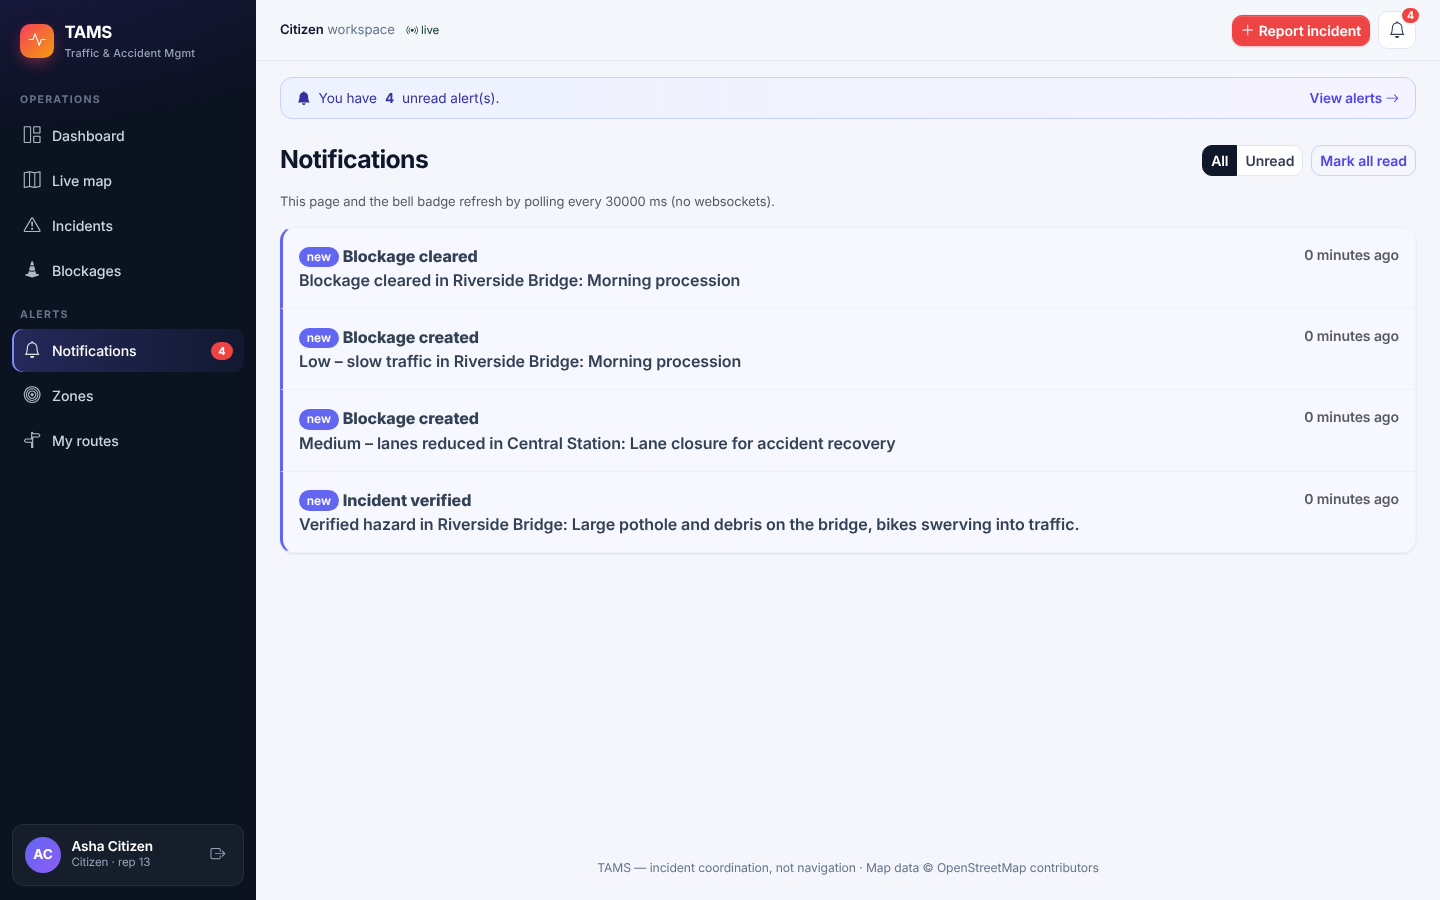 TAMS
Traffic & Accident Mgmt
OPERATIONS
Dashboard
Live map
Incidents
Blockages
ALERTS
Notifications 4
Zones
My routes
AC
Asha Citizen
Citizen · rep 13
Citizen workspace live
Report incident
4
You have 4 unread alert(s).
View alerts →
Notifications
All Unread Mark all read
This page and the bell badge refresh by polling every 30000 ms (no websockets).
new Blockage cleared 0 minutes ago
Blockage cleared in Riverside Bridge: Morning procession
new Blockage created 0 minutes ago
Low – slow traffic in Riverside Bridge: Morning procession
new Blockage created 0 minutes ago
Medium – lanes reduced in Central Station: Lane closure for accident recovery
new Incident verified 0 minutes ago
Verified hazard in Riverside Bridge: Large pothole and debris on the bridge, bikes swerving into traffic.
TAMS — incident coordination, not navigation · Map data © OpenStreetMap contributors